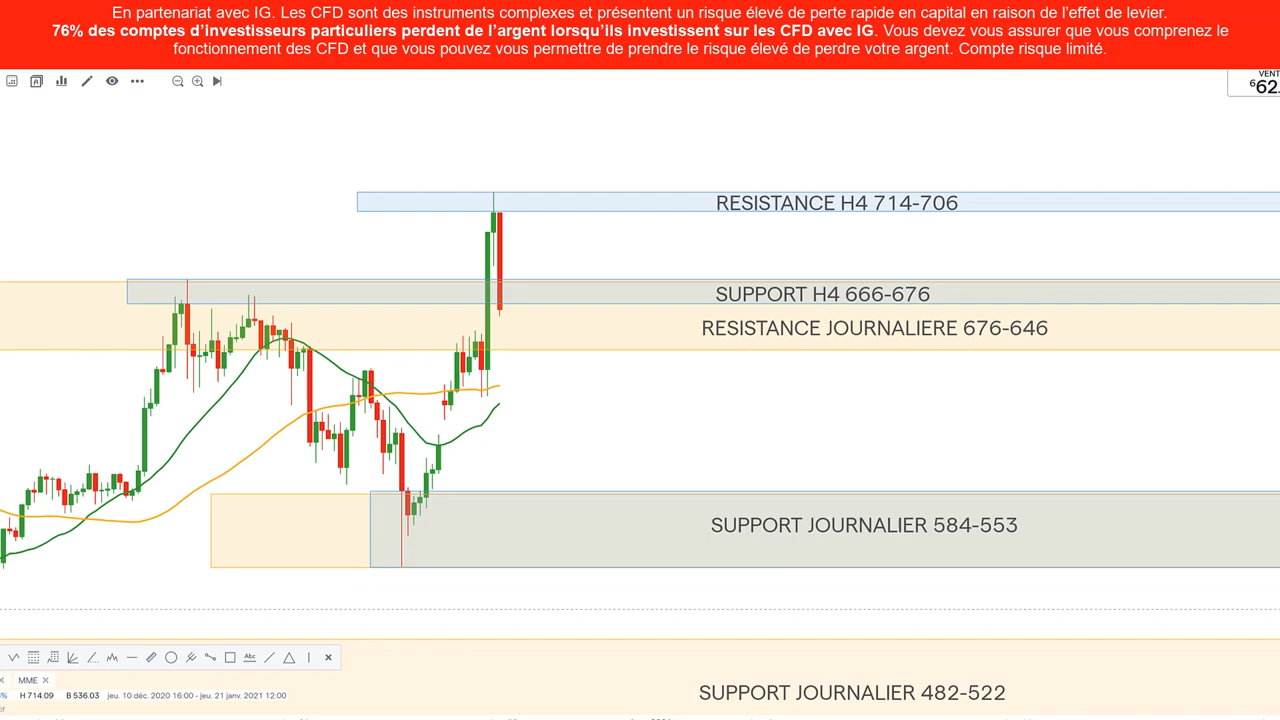 En partenariat avec IG. Les CFD sont des instruments complexes et présentent un risque élevé de perte rapide en capital en raison de l’effet de levier.
76% des comptes d’investisseurs particuliers perdent de l’argent lorsqu’ils investissent sur les CFD avec IG. Vous devez vous assurer que vous comprenez le
fonctionnement des CFD et que vous pouvez vous permettre de prendre le risque élevé de perdre votre argent. Compte risque limité.
VENT
662.
RESISTANCE H4 714-706
SUPPORT H4 666-676
RESISTANCE JOURNALIERE 676-646
SUPPORT JOURNALIER 584-553
Abc
MME
H 714.09 B 536.03 jeu. 10 déc. 2020 16:00 - jeu. 21 janv. 2021 12:00
SUPPORT JOURNALIER 482-522